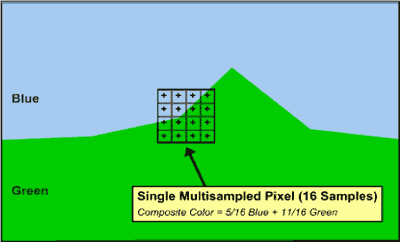 Blue
Green
Single Multisampled Pixel (16 Samples)
Composite Color = 5/16 Blue + 11/16 Green